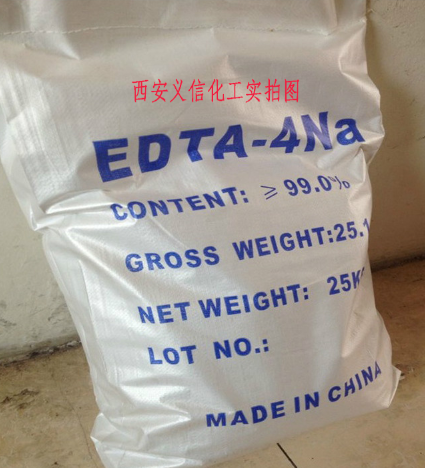 西安义信化工实拍图
EDTA-4Na
CONTENT: ≥ 99.0%
GROSS WEIGHT:25.1
NET WEIGHT: 25K
LOT NO.:
MADE IN CHINA